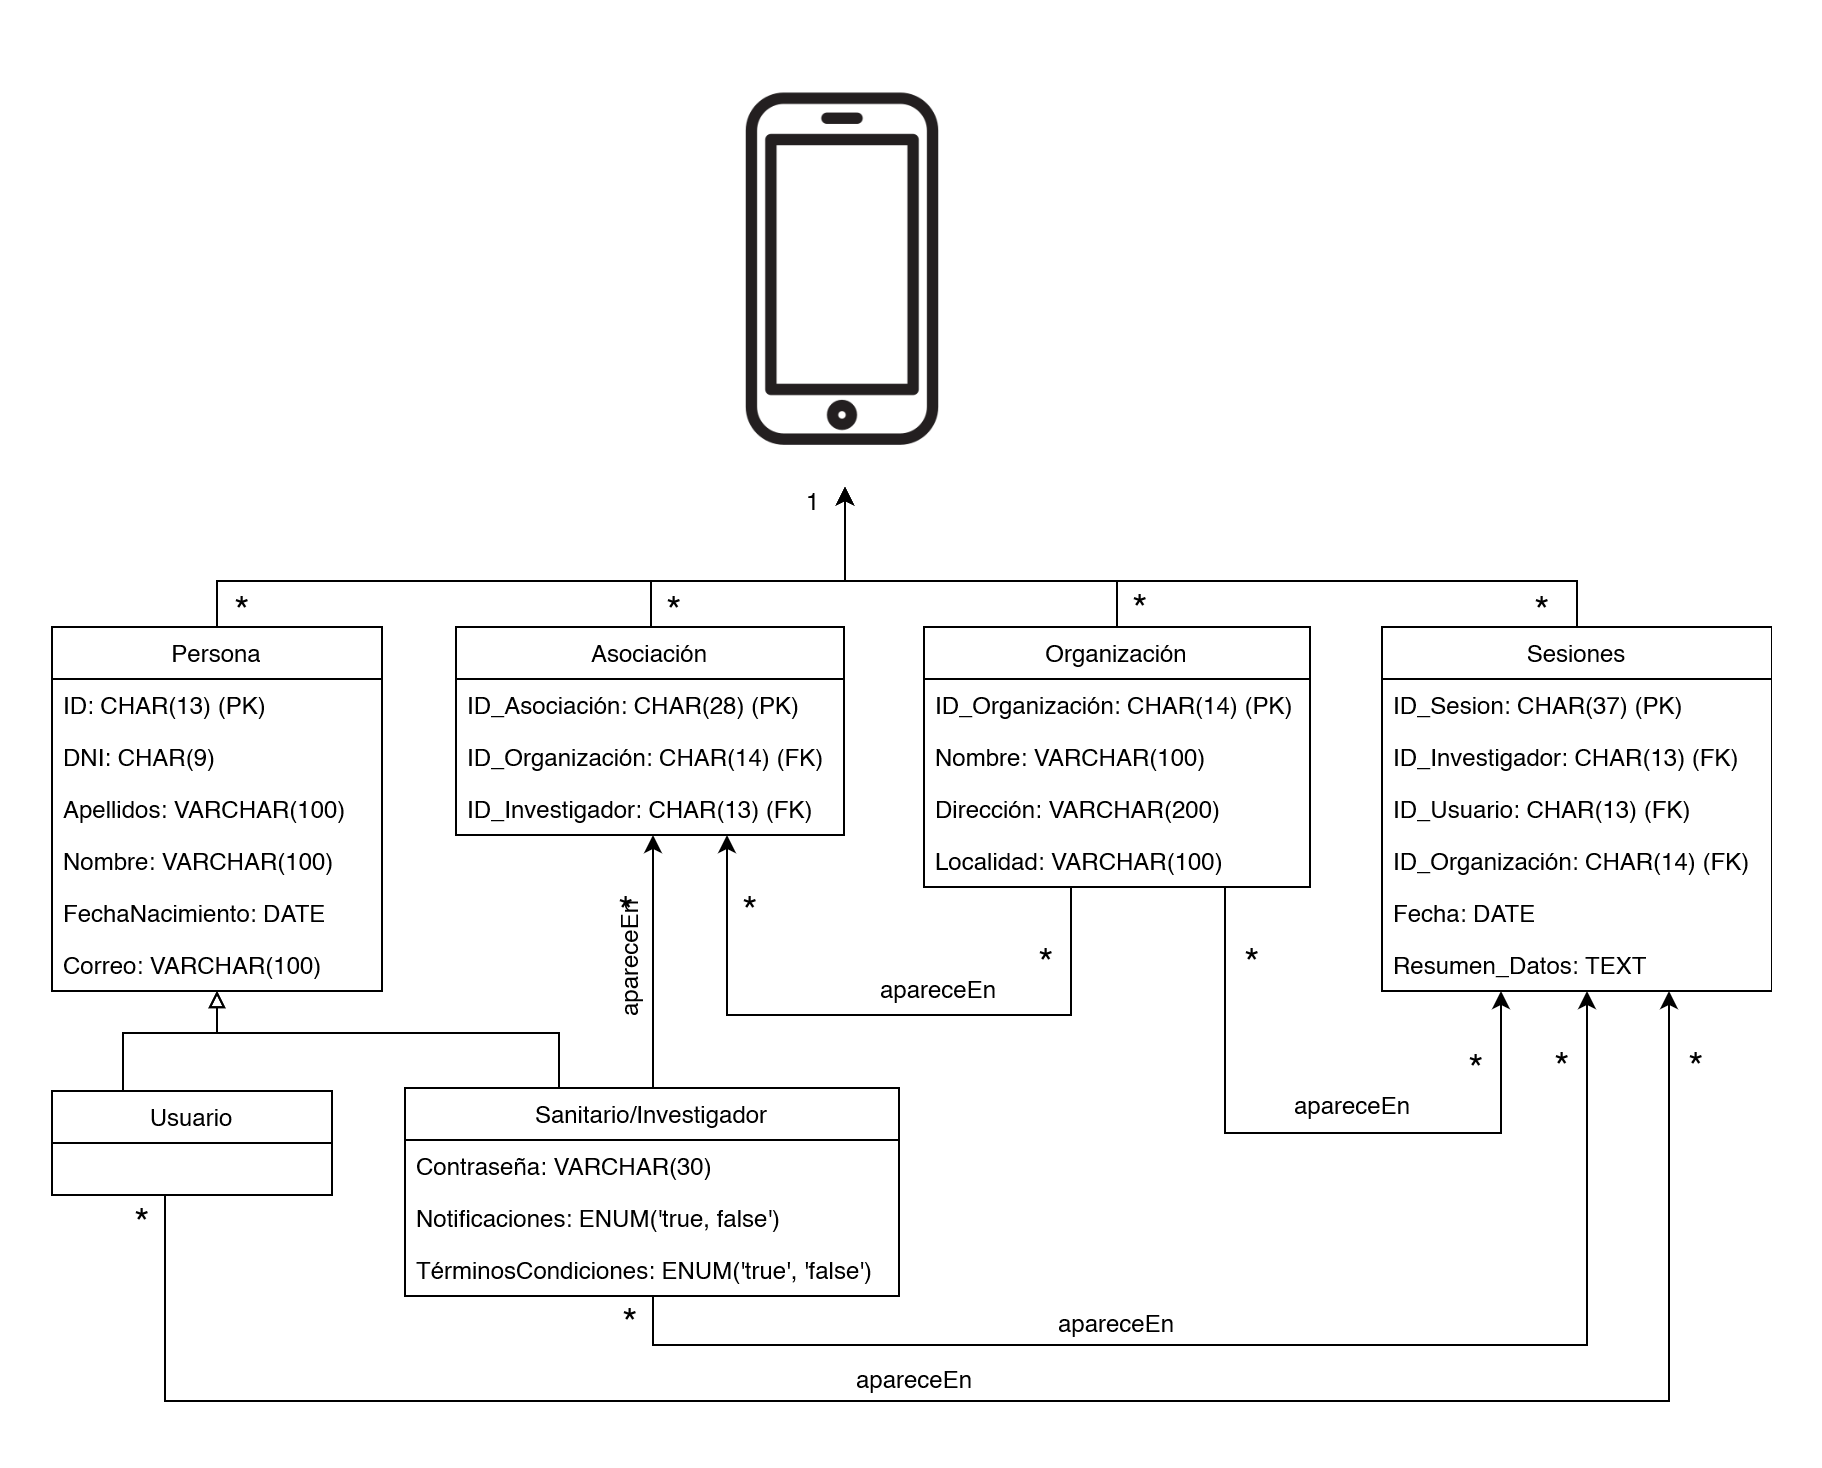 1
*
*
*
*
Persona
ID: CHAR(13) (PK)
DNI: CHAR(9)
Apellidos: VARCHAR(100)
Nombre: VARCHAR(100)
FechaNacimiento: DATE
Correo: VARCHAR(100)
Asociación
ID_Asociación: CHAR(28) (PK)
ID_Organización: CHAR(14) (FK)
ID_Investigador: CHAR(13) (FK)
Organización
ID_Organización: CHAR(14) (PK)
Nombre: VARCHAR(100)
Dirección: VARCHAR(200)
Localidad: VARCHAR(100)
Sesiones
ID_Sesion: CHAR(37) (PK)
ID_Investigador: CHAR(13) (FK)
ID_Usuario: CHAR(13) (FK)
ID_Organización: CHAR(14) (FK)
Fecha: DATE
Resumen_Datos: TEXT
*
apareceEn
*
*
apareceEn
*
*
apareceEn
*
*
Usuario
*
Sanitario/Investigador
Contraseña: VARCHAR(30)
Notificaciones: ENUM('true, false')
TérminosCondiciones: ENUM('true', 'false')
*
apareceEn
apareceEn